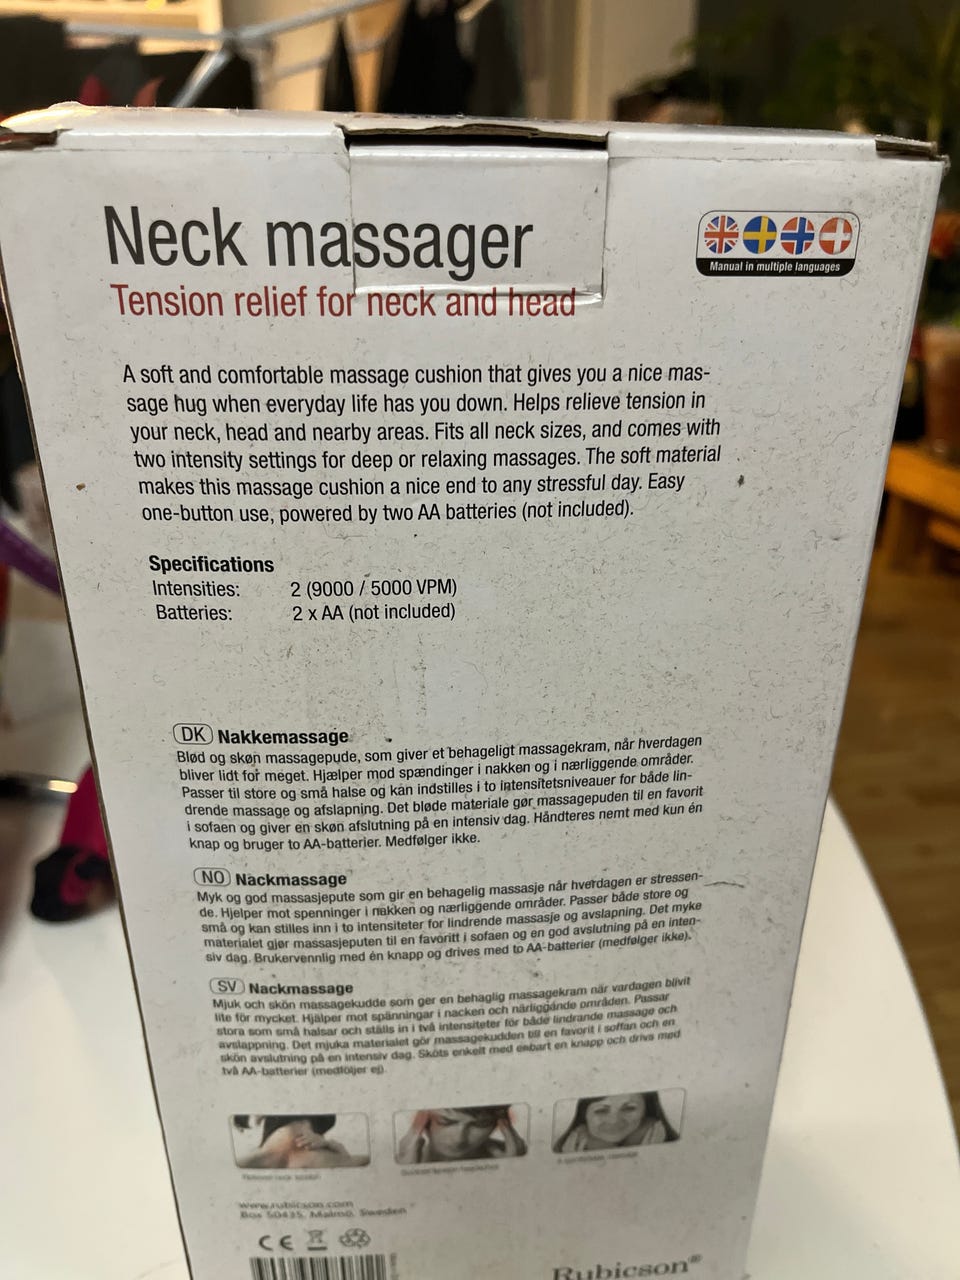 Neck massager
Tension relief for neck and head
Manual in multiple languages
A soft and comfortable massage cushion that gives you a nice mas-
sage hug when everyday life has you down. Helps relieve tension in
your neck, head and nearby areas. Fits all neck sizes, and comes with
two intensity settings for deep or relaxing massages. The soft material
makes this massage cushion a nice end to any stressful day. Easy
one-button use, powered by two AA batteries (not included).
Specifications
Intensities: 2 (9000 / 5000 VPM)
Batteries: 2 x AA (not included)
DK Nakkemassage
Blød og skøn massagepude, som giver et behageligt massagekram, når hverdagen
bliver lidt for meget. Hjælper mod spændinger i nakken og i nærliggende områder.
Passer til store og små halse og kan indstilles i to intensitetsniveauer for både lin-
drende massage og afslapning. Det bløde materiale gør massagepuden til en favorit
i sofaen og giver en skøn afslutning på en intensiv dag. Håndteres nemt med kun én
knap og bruger to AA-batterier. Medfølger ikke.
NO Nackmassage
Myk og god massasjepute som gir en behagelig massasje når hverdagen er stressen-
de. Hjelper mot spenninger i nakken og nærliggende områder. Passer både store og
små og kan stilles inn i to intensiteter for lindrende massasje og avslapning. Det myke
materialet gjør massasjeputen til en favoritt i sofaen og en god avslutning på en inten-
siv dag. Brukervennlig med én knapp og drives med to AA-batterier (medfølger ikke).
SV Nackmassage
Mjuk och skön massagekudde som ger en behaglig massagekram när vardagen blivit
lite för mycket. Hjälper mot spänningar i nacken och närliggande områden. Passar
stora som små halsar och ställs in i två intensiteter för både lindrande massage och
avslappning. Det mjuka materialet gör massagekudden till en favorit i soffan och en
skön avslutning på en intensiv dag. Sköts enkelt med enbart en knapp och drivs med
två AA-batterier (medföljer ej).
www.rubicson.com
Box 50435, Malmö, Sweden
CE
Rubicson®